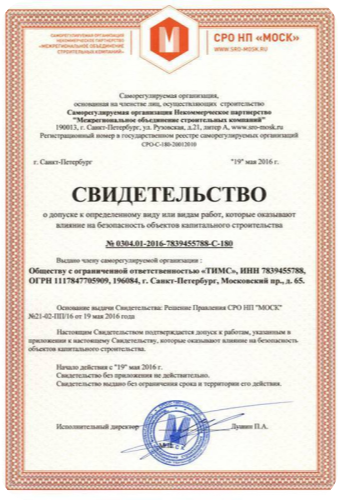 САМОРЕГУЛИРУЕМАЯ ОРГАНИЗАЦИЯ
НЕКОММЕРЧЕСКОЕ ПАРТНЕРСТВО
«МЕЖРЕГИОНАЛЬНОЕ ОБЪЕДИНЕНИЕ
СТРОИТЕЛЬНЫХ КОМПАНИЙ»
СРО НП «МОСК»
WWW.SRO-MOSK.RU
Саморегулируемая организация,
основанная на членстве лиц, осуществляющих строительство
Саморегулируемая организация Некоммерческое партнерство
"Межрегиональное объединение строительных компаний"
190013, г. Санкт-Петербург, ул. Рузовская, д.21, литер А, www.sro-mosk.ru
Регистрационный номер в государственном реестре саморегулируемых организаций
СРО-С-180-20012010
г. Санкт-Петербург "19" мая 2016 г.
СВИДЕТЕЛЬСТВО
о допуске к определенному виду или видам работ, которые оказывают
влияние на безопасность объектов капитального строительства
№ 0304.01-2016-7839455788-С-180
Выдано члену саморегулируемой организации :
Обществу с ограниченной ответственностью «ТИМС», ИНН 7839455788,
ОГРН 1117847705909, 196084, г. Санкт-Петербург, Московский пр., д. 65.
Основание выдачи Свидетельства: Решение Правления СРО НП "МОСК"
№21-02-ПП/16 от 19 мая 2016 года
Настоящим Свидетельством подтверждается допуск к работам, указанным в
приложении к настоящему Свидетельству, которые оказывают влияние на безопасность
объектов капитального строительства.
Начало действия с "19" мая 2016 г.
Свидетельство без приложения не действительно.
Свидетельство выдано без ограничения срока и территории его действия.
Исполнительный директор